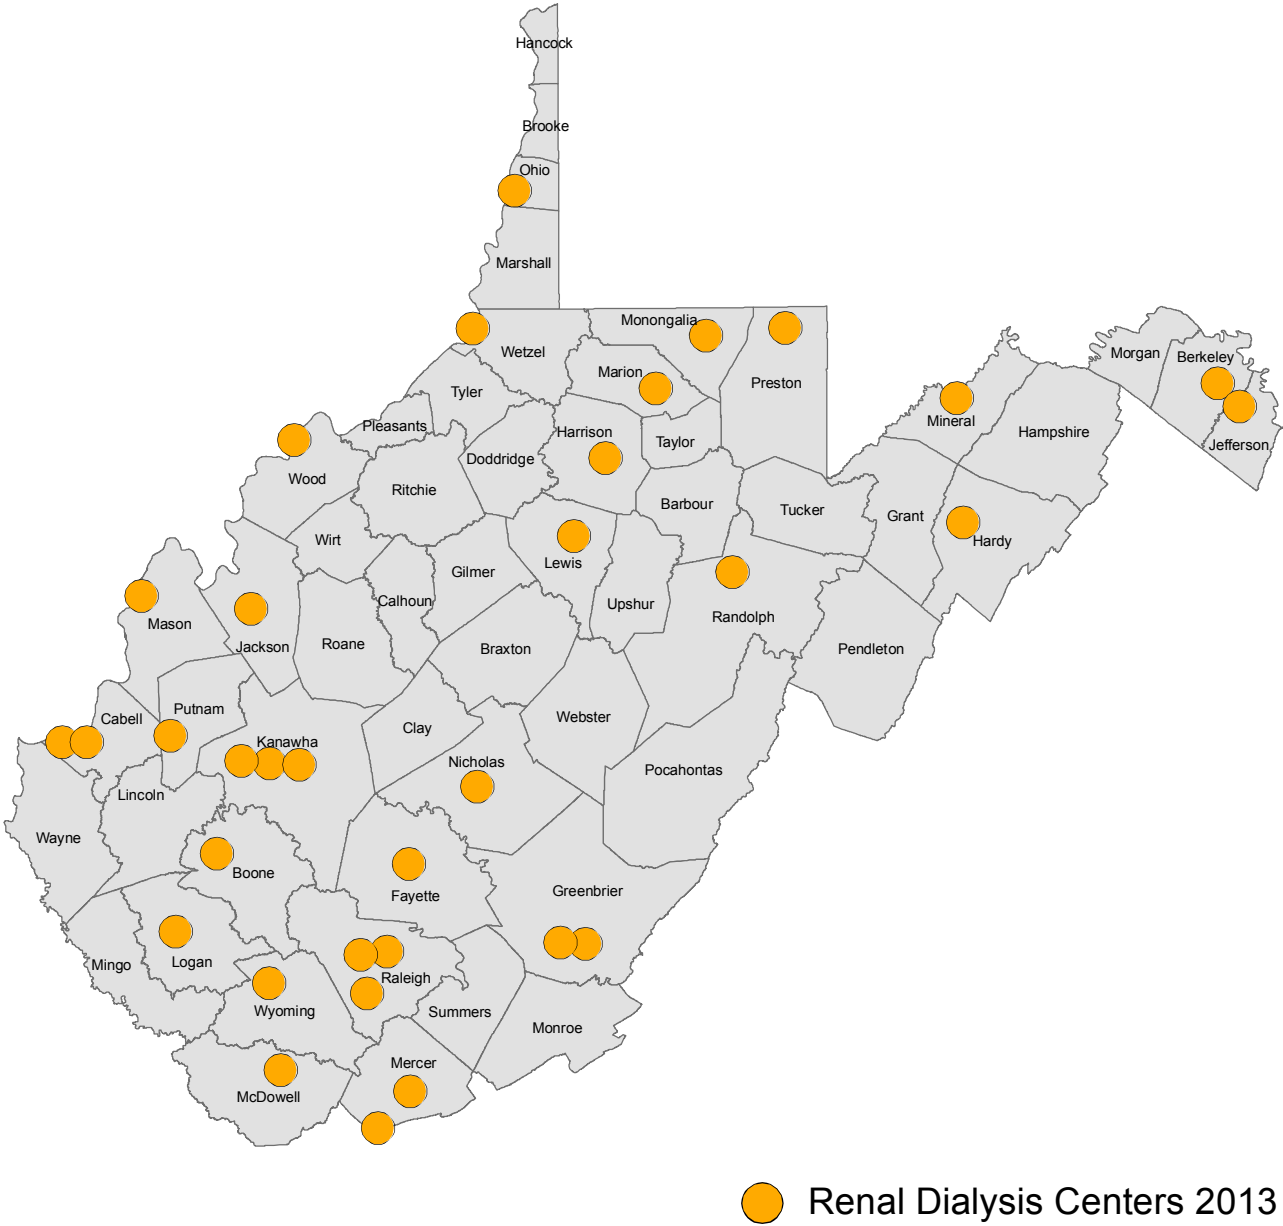 Hancock
Brooke
Ohio
Marshall
Monongalia
Wetzel
Morgan
Berkeley
Marion
Preston
Tyler
Mineral
Pleasants
Harrison
Taylor
Hampshire
Jefferson
Doddridge
Wood
Ritchie
Barbour
Tucker
Grant
Wirt
Hardy
Lewis
Gilmer
Calhoun
Upshur
Randolph
Mason
Jackson
Roane
Braxton
Pendleton
Putnam
Cabell
Webster
Clay
Kanawha
Nicholas
Pocahontas
Lincoln
Wayne
Boone
Greenbrier
Fayette
Logan
Mingo
Raleigh
Wyoming
Summers
Monroe
Mercer
McDowell
Renal Dialysis Centers 2013